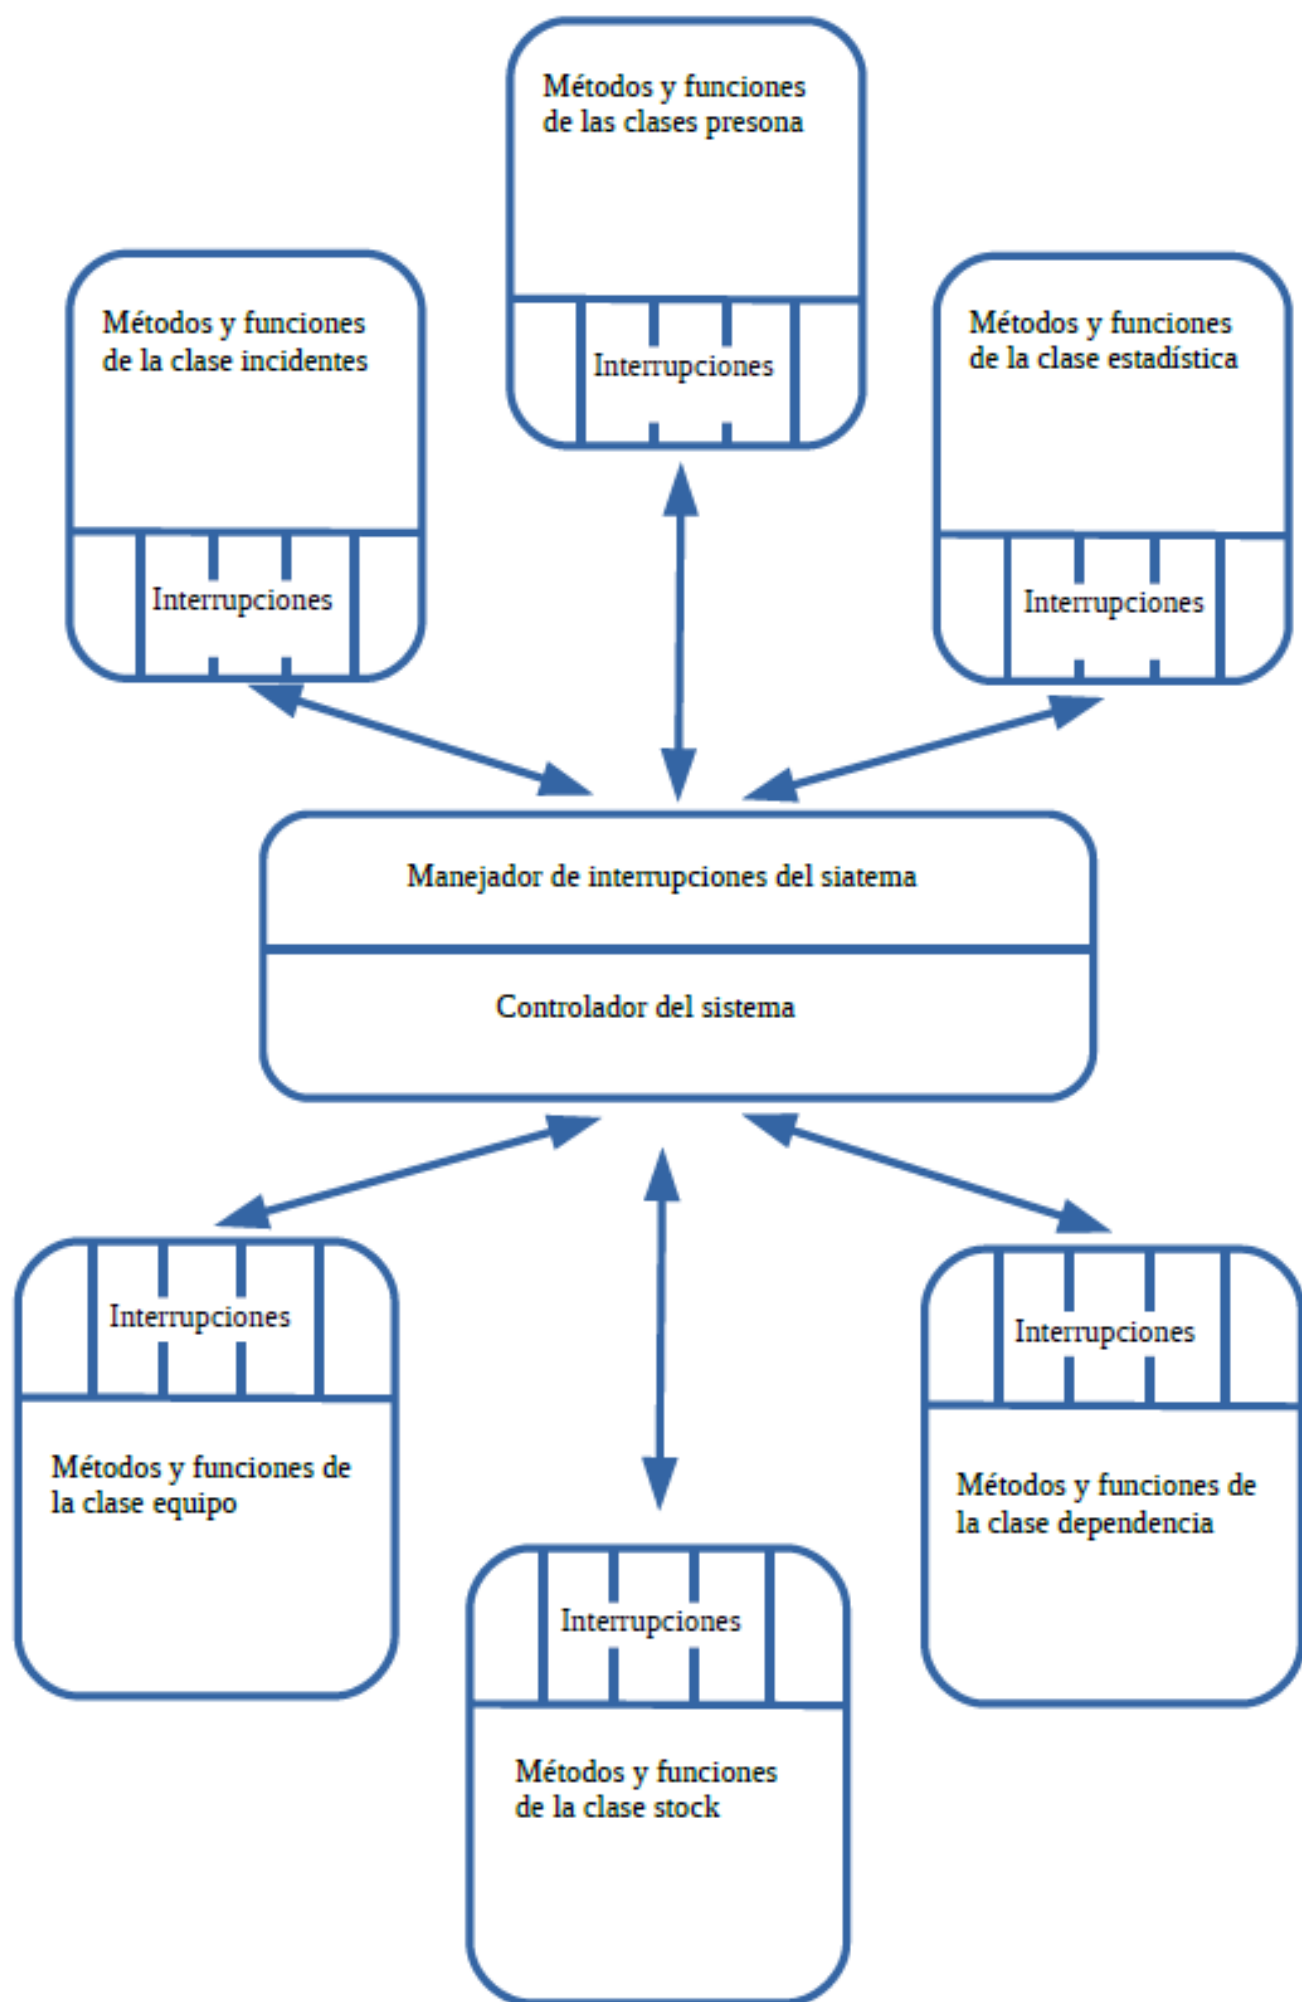 Métodos y funciones
de las clases presona
Interrupciones
Métodos y funciones
de la clase incidentes
Interrupciones
Métodos y funciones
de la clase estadística
Interrupciones
Manejador de interrupciones del siatema
Controlador del sistema
Interrupciones
Métodos y funciones de
la clase equipo
Interrupciones
Métodos y funciones
de la clase stock
Interrupciones
Métodos y funciones de
la clase dependencia